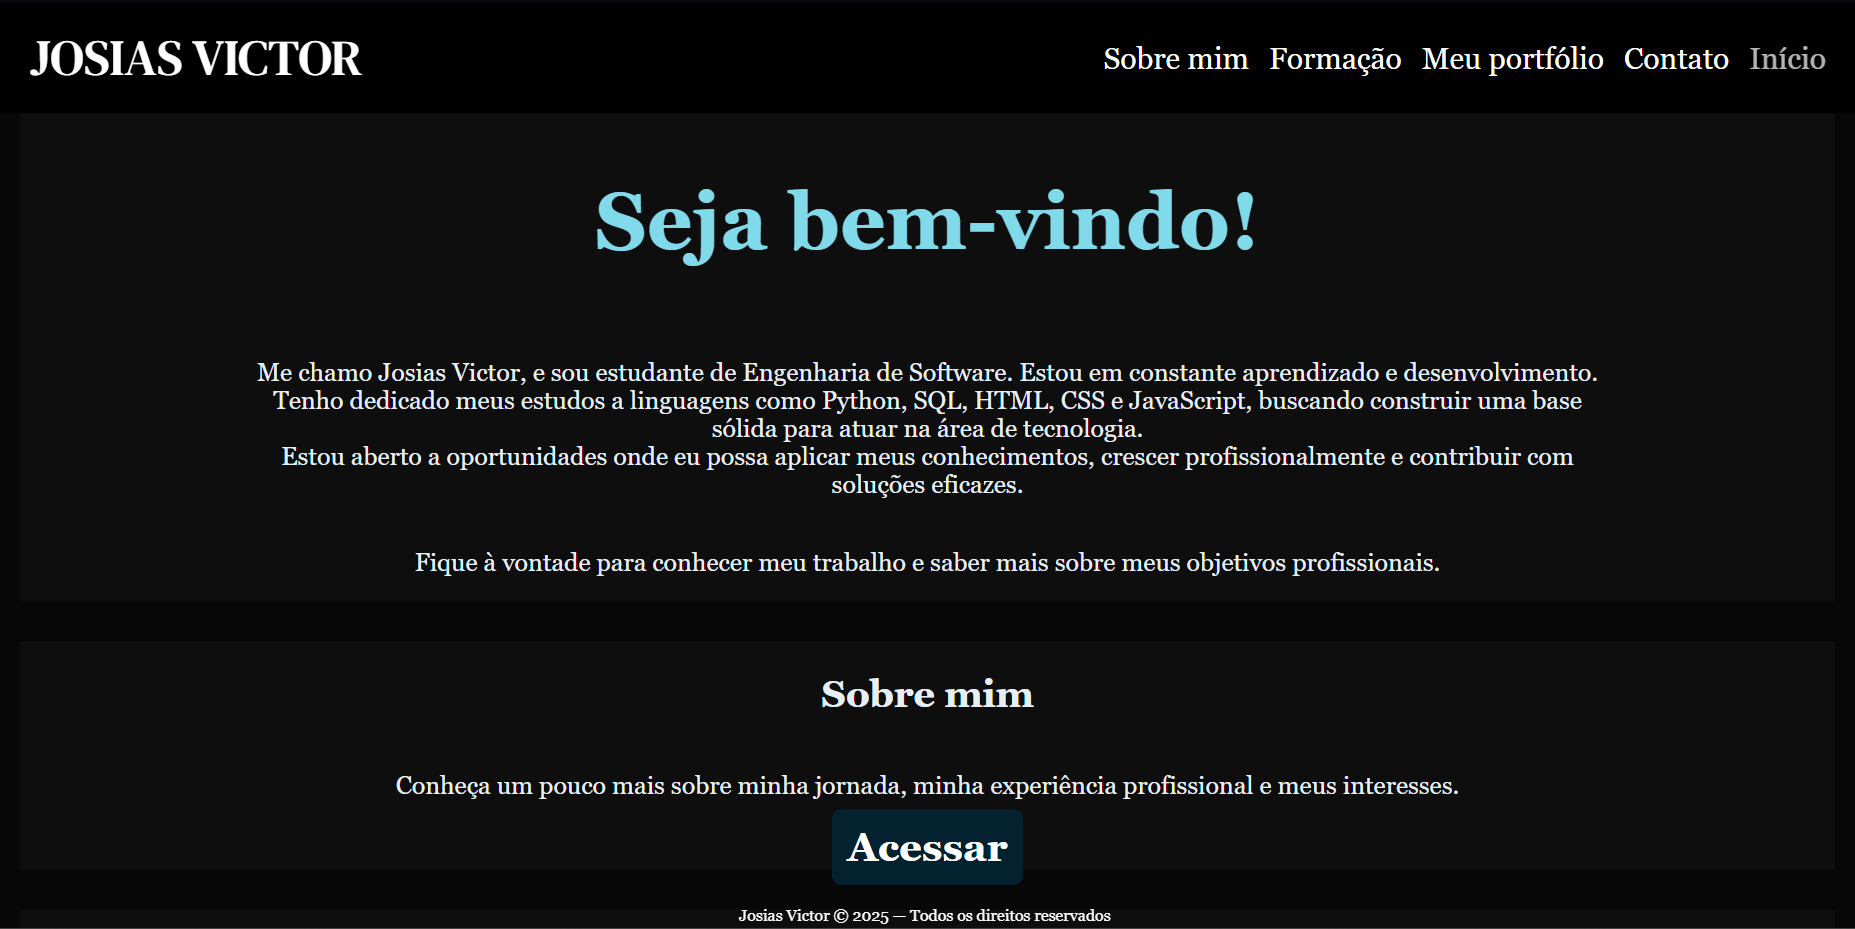 JOSIAS VICTOR
Sobre mim Formação Meu portfólio Contato Início
Seja bem-vindo!
Me chamo Josias Victor, e sou estudante de Engenharia de Software. Estou em constante aprendizado e desenvolvimento.
Tenho dedicado meus estudos a linguagens como Python, SQL, HTML, CSS e JavaScript, buscando construir uma base
sólida para atuar na área de tecnologia.
Estou aberto a oportunidades onde eu possa aplicar meus conhecimentos, crescer profissionalmente e contribuir com
soluções eficazes.
Fique à vontade para conhecer meu trabalho e saber mais sobre meus objetivos profissionais.
Sobre mim
Conheça um pouco mais sobre minha jornada, minha experiência profissional e meus interesses.
Acessar
Josias Victor © 2025 — Todos os direitos reservados